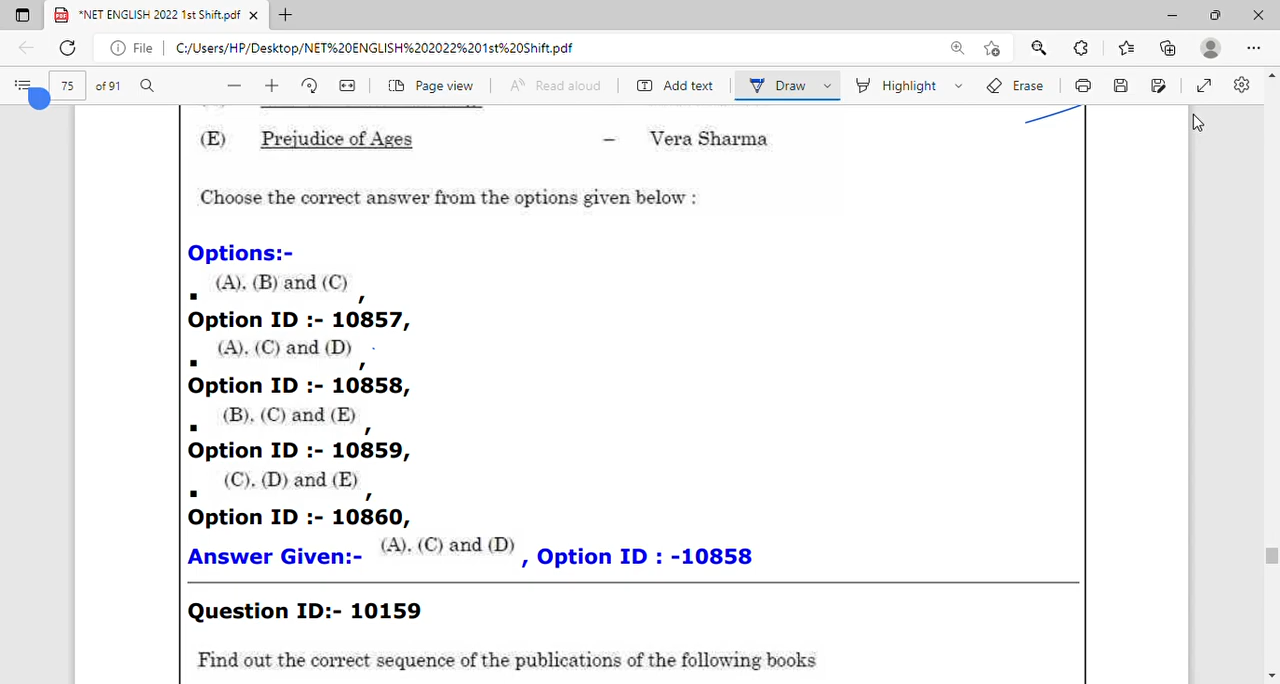 *NET ENGLISH 2022 1st Shift.pdf
File C:/Users/HP/Desktop/NET%20ENGLISH%202022%201st%20Shift.pdf
75 of 91 Page view Read aloud Add text Draw Highlight Erase
(E) Prejudice of Ages – Vera Sharma
Choose the correct answer from the options given below :
Options:-
(A). (B) and (C) ,
Option ID :- 10857,
(A). (C) and (D) ,
Option ID :- 10858,
(B). (C) and (E) ,
Option ID :- 10859,
(C). (D) and (E) ,
Option ID :- 10860,
Answer Given:- (A). (C) and (D) , Option ID : -10858
Question ID:- 10159
Find out the correct sequence of the publications of the following books